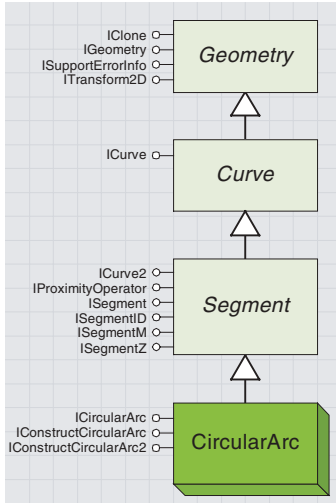 IClone
IGeometry
ISupportErrorInfo
ITransform2D
Geometry
ICurve
Curve
ICurve2
IProximityOperator
ISegment
ISegmentID
ISegmentM
ISegmentZ
Segment
ICircularArc
IConstructCircularArc
IConstructCircularArc2
CircularArc